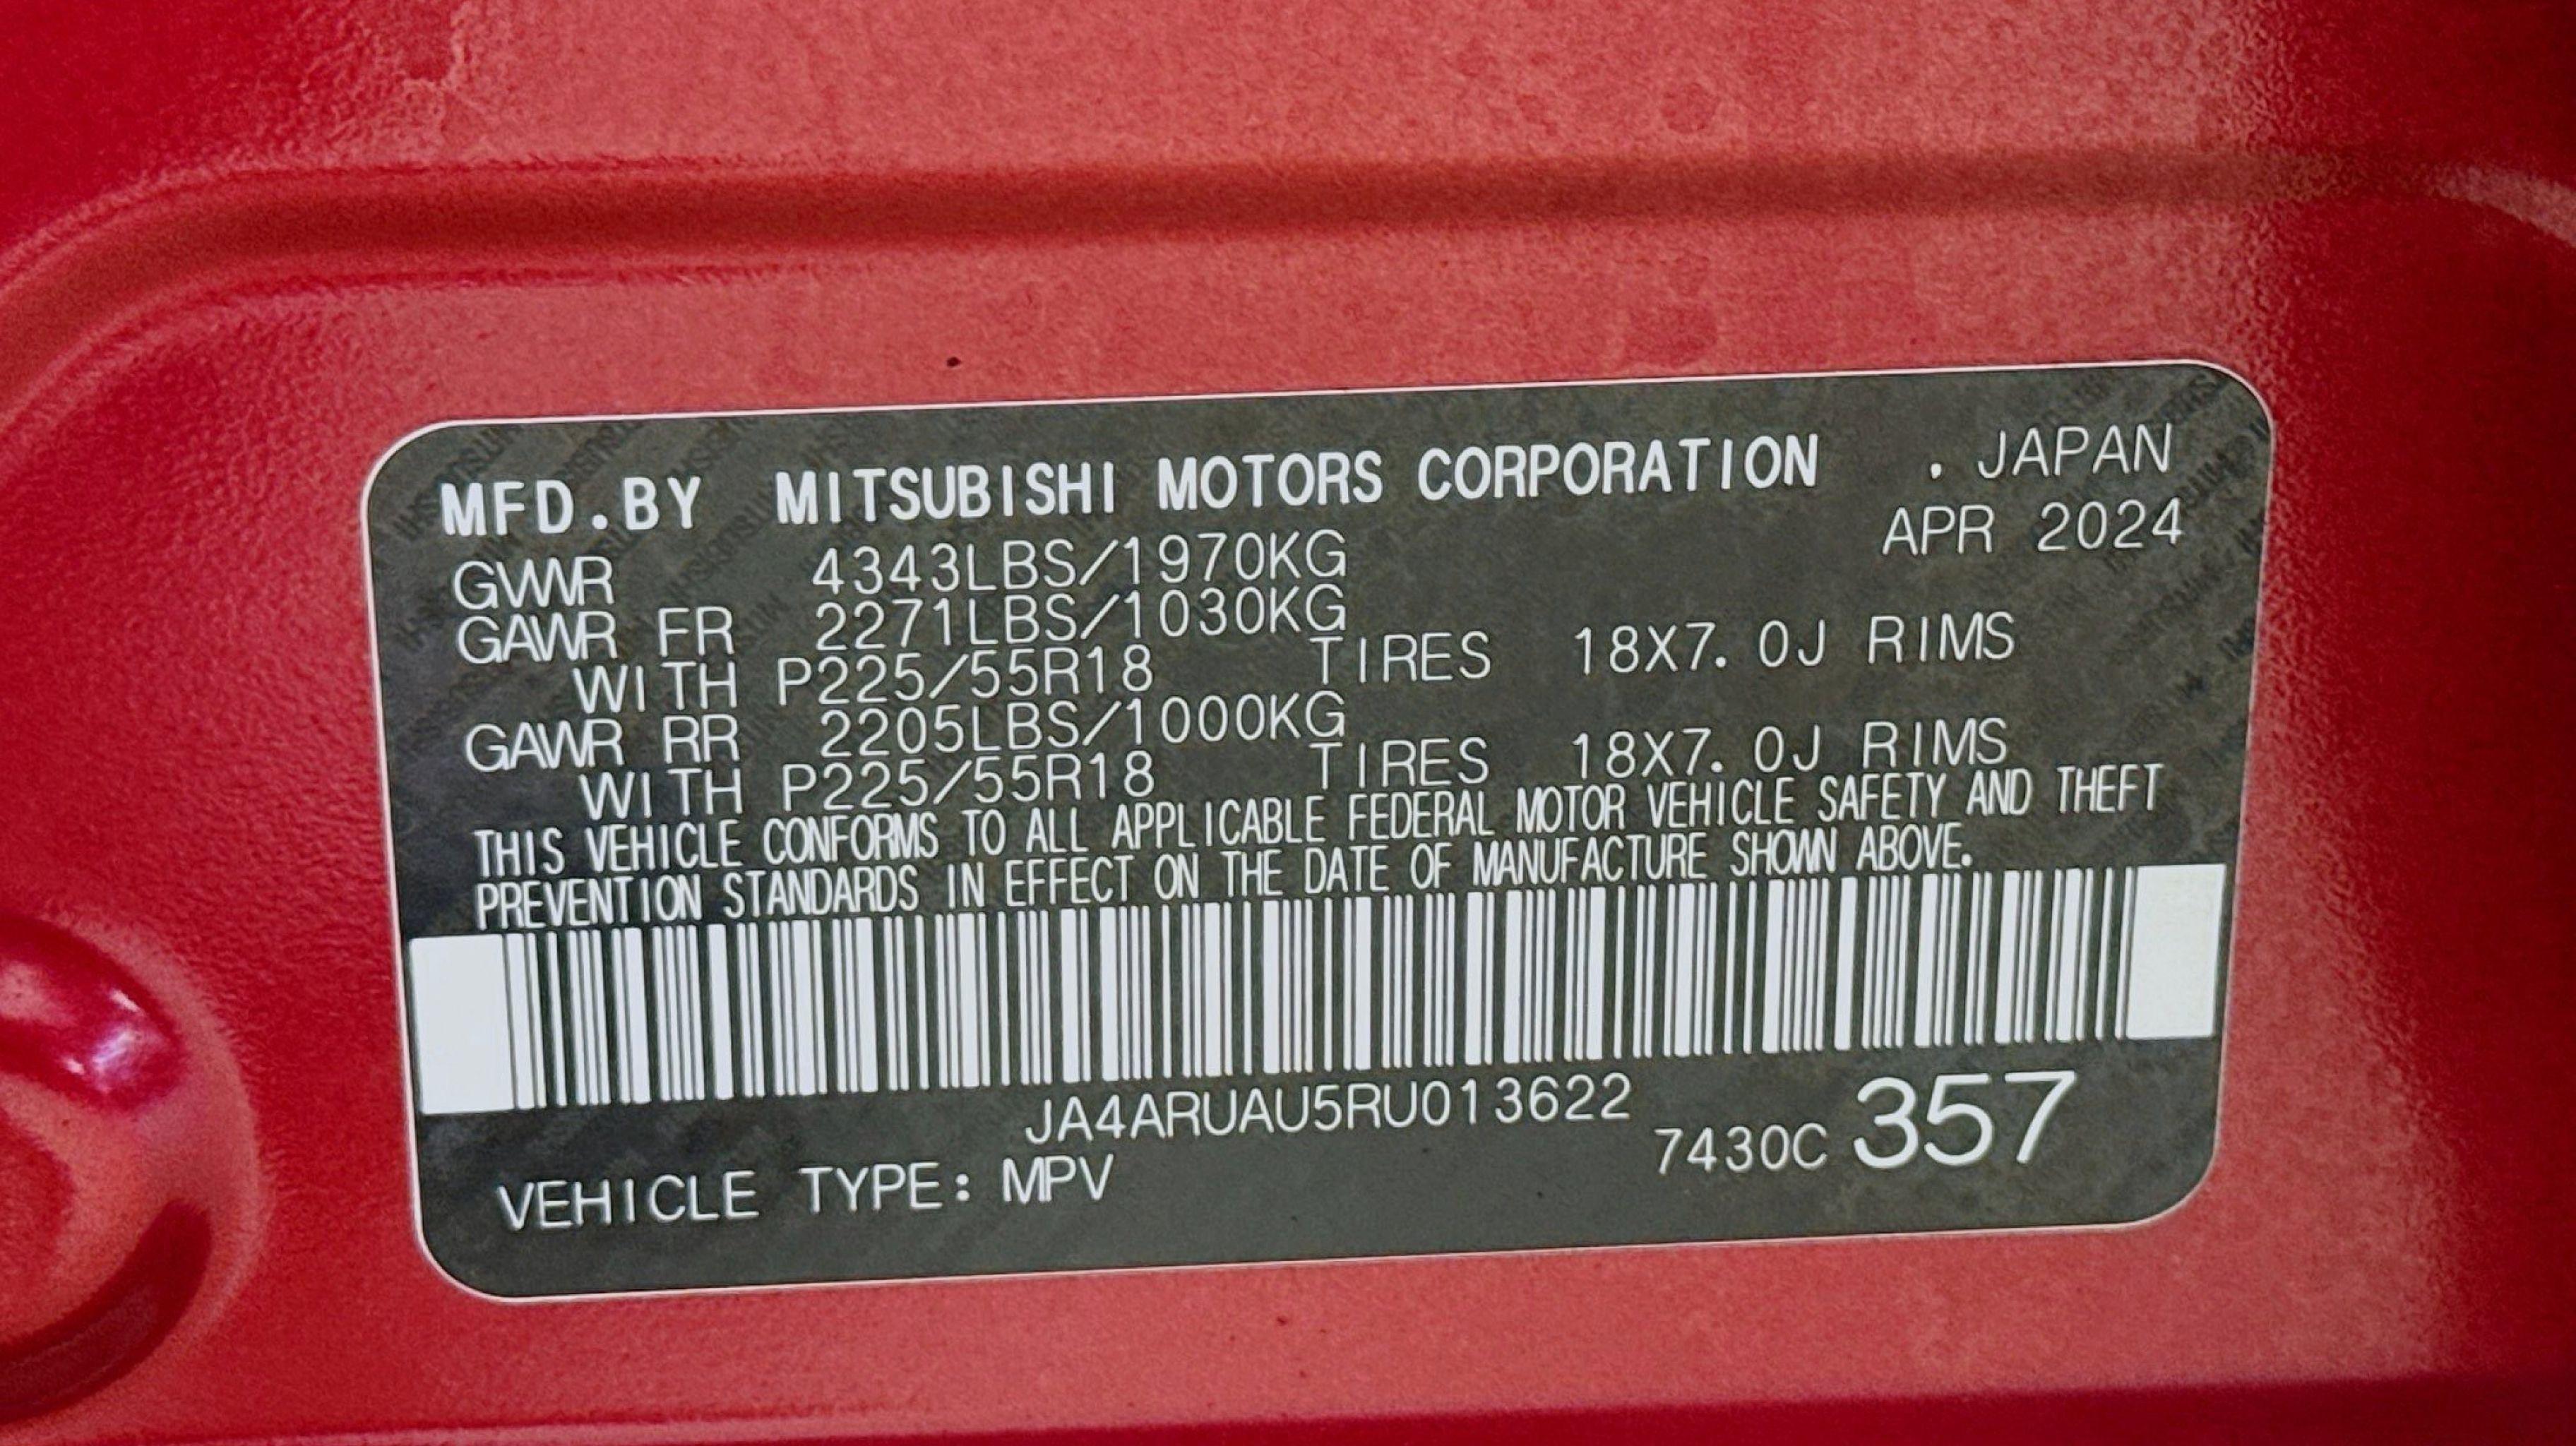 MFD.BY MITSUBISHI MOTORS CORPORATION . JAPAN
APR 2024
GVWR 4343LBS/1970KG
GAWR FR 2271LBS/1030KG
WITH P225/55R18 TIRES 18X7.0J RIMS
GAWR RR 2205LBS/1000KG
WITH P225/55R18 TIRES 18X7.0J RIMS
THIS VEHICLE CONFORMS TO ALL APPLICABLE FEDERAL MOTOR VEHICLE SAFETY AND THEFT
PREVENTION STANDARDS IN EFFECT ON THE DATE OF MANUFACTURE SHOWN ABOVE.
JA4ARUAU5RU013622
7430C 357
VEHICLE TYPE: MPV